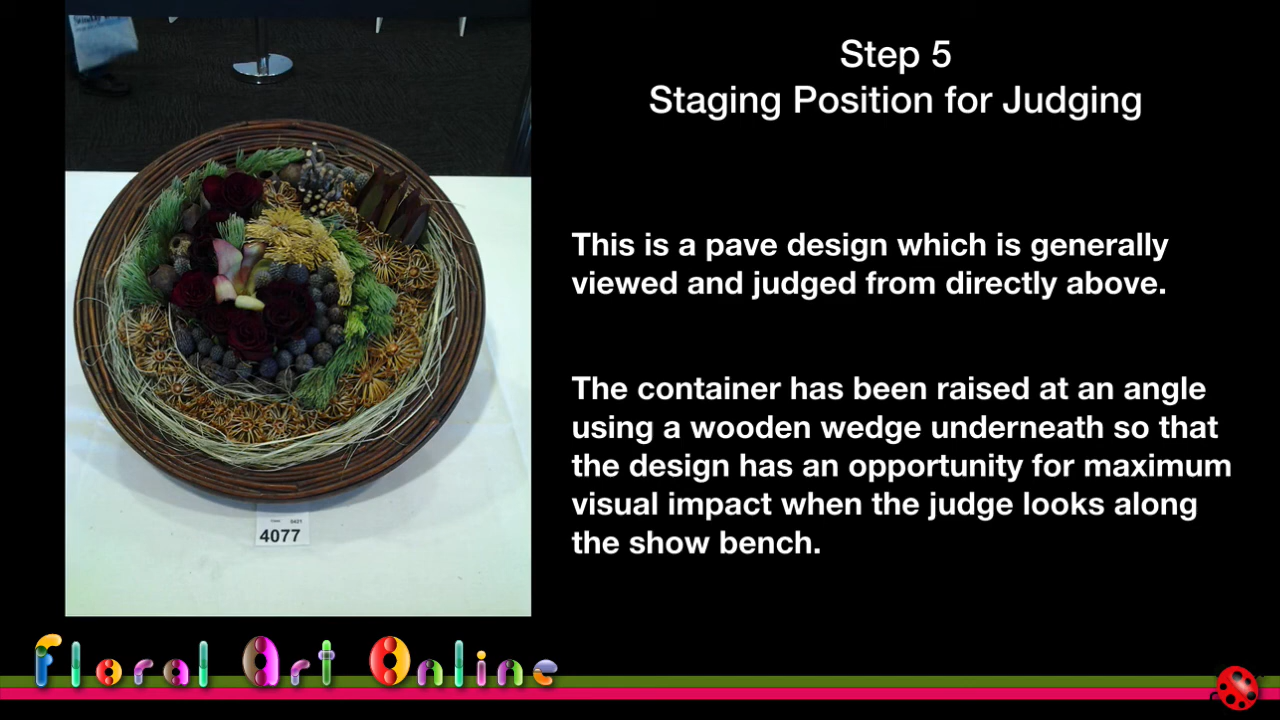 Step 5
Staging Position for Judging
This is a pave design which is generally
viewed and judged from directly above.
The container has been raised at an angle
using a wooden wedge underneath so that
the design has an opportunity for maximum
visual impact when the judge looks along
the show bench.
4077
Floral Art Online